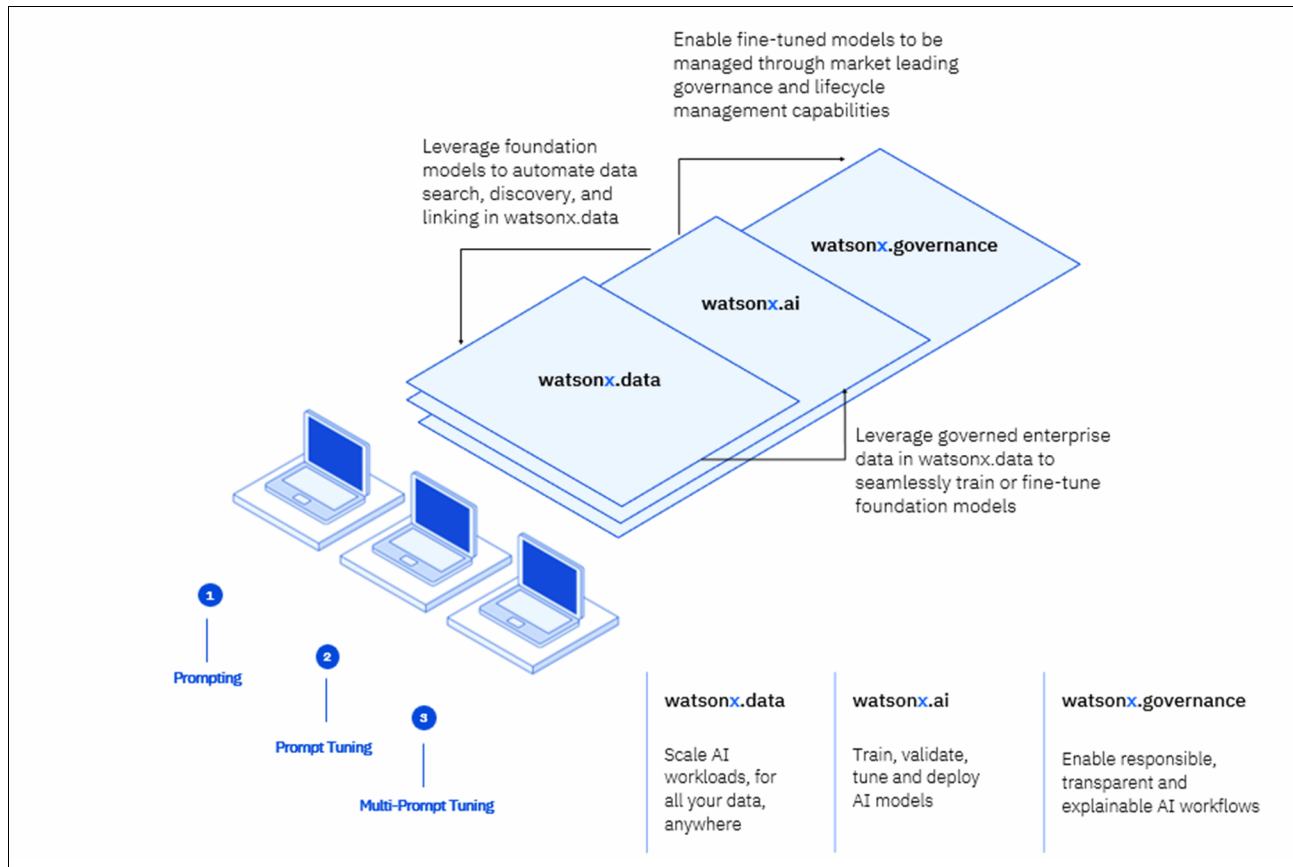 Enable fine-tuned models to be
managed through market leading
governance and lifecycle
management capabilities
Leverage foundation
models to automate data
search, discovery, and
linking in watsonx.data
watsonx.governance
watsonx.ai
watsonx.data
Leverage governed enterprise
data in watsonx.data to
seamlessly train or fine-tune
foundation models
1
Prompting
2
Prompt Tuning
3
Multi-Prompt Tuning
watsonx.data
Scale AI
workloads, for
all your data,
anywhere
watsonx.ai
Train, validate,
tune and deploy
AI models
watsonx.governance
Enable responsible,
transparent and
explainable AI workflows